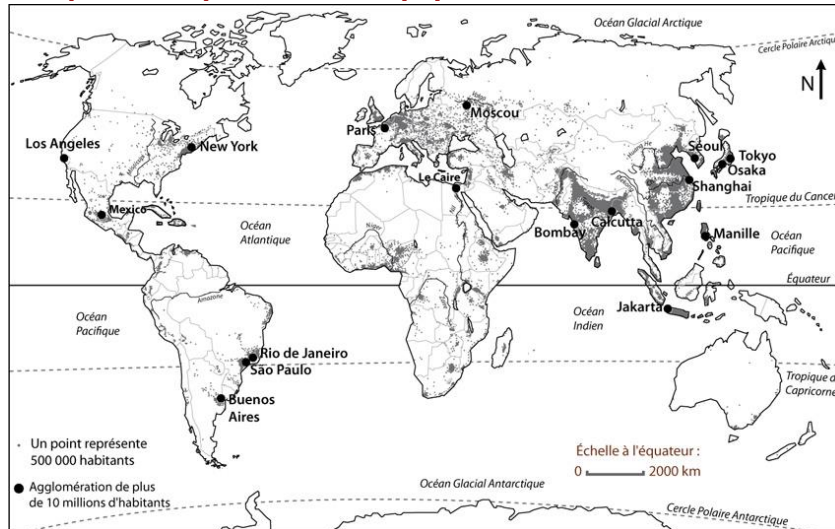 Océan Glacial Arctique
Cercle Polaire Arctique
N
Moscou
Paris
Los Angeles
New York
Séoul
Tokyo
Osaka
Le Caire
Shanghai
Tropique du Cancer
Mexico
Calcutta
Océan
Atlantique
Bombay
Manille
Océan
Pacifique
Niger
Équateur
Amazone
Océan
Pacifique
Océan
Indien
Jakarta
Rio de Janeiro
São Paulo
Tropique du
Capricorne
Buenos
Aires
Un point représente
500 000 habitants
Agglomération de plus
de 10 millions d'habitants
Échelle à l'équateur :
0 2000 km
Océan Glacial Antarctique
Cercle Polaire Antarctique